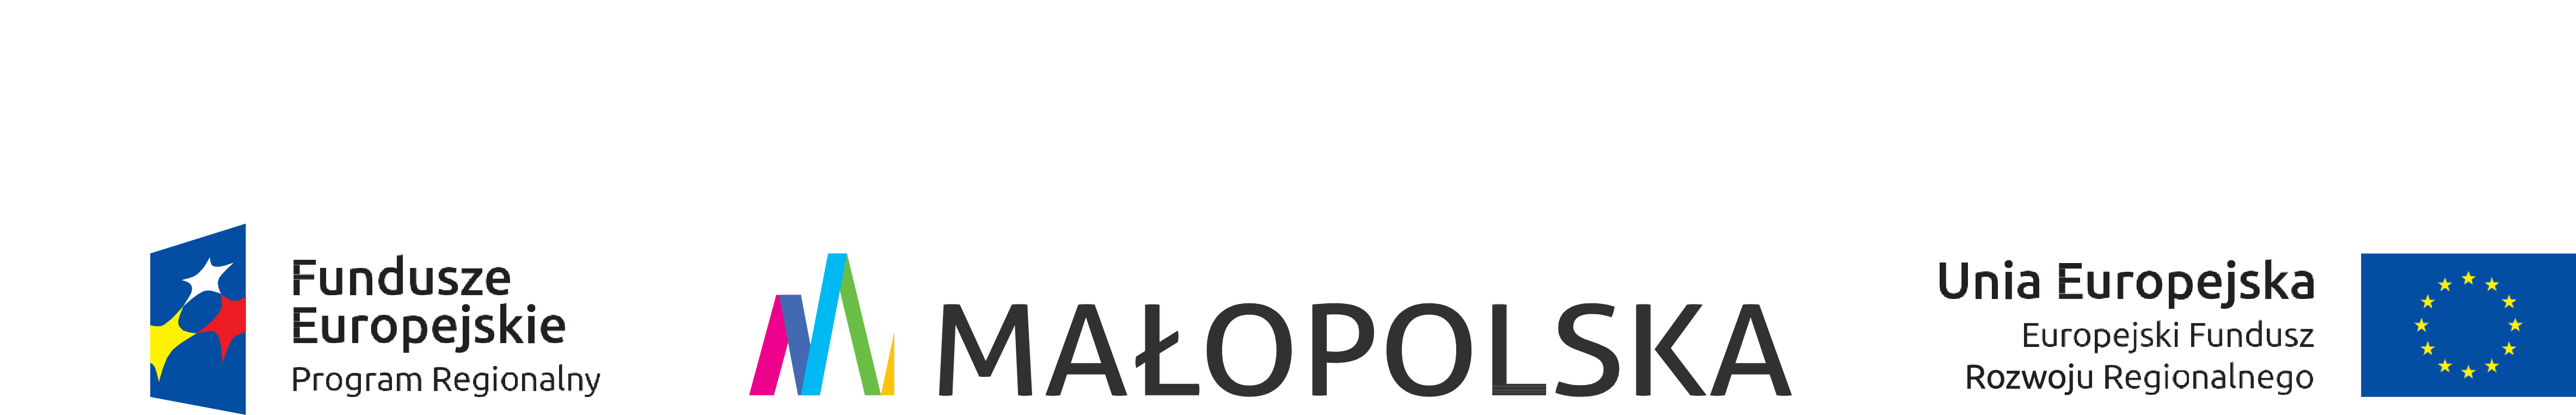 Fundusze
Europejskie
Program Regionalny
MAŁOPOLSKA
Unia Europejska
Europejski Fundusz
Rozwoju Regionalnego